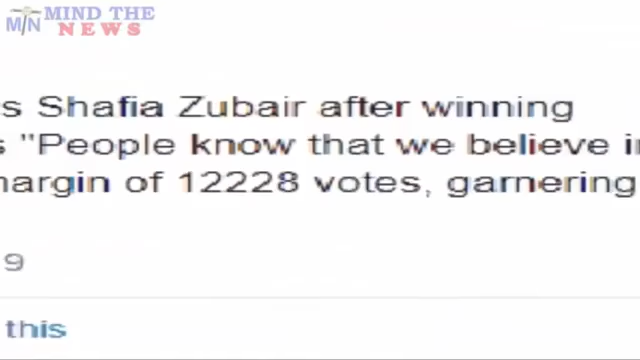 MIND THE
NEWS
MN
s Shafia Zubair after winning
s "People know that we believe in
margin of 12228 votes, garnering
9
this